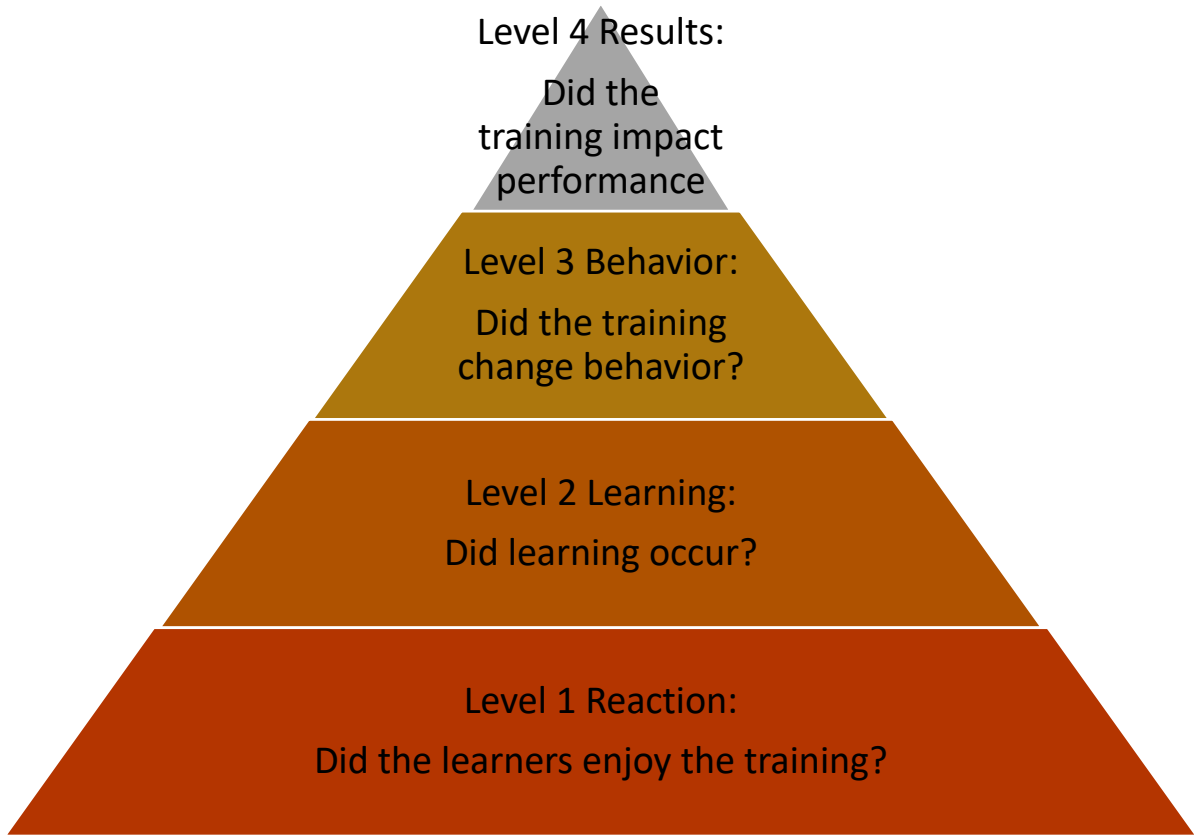 Level 4 Results:
Did the
training impact
performance
Level 3 Behavior:
Did the training
change behavior?
Level 2 Learning:
Did learning occur?
Level 1 Reaction:
Did the learners enjoy the training?